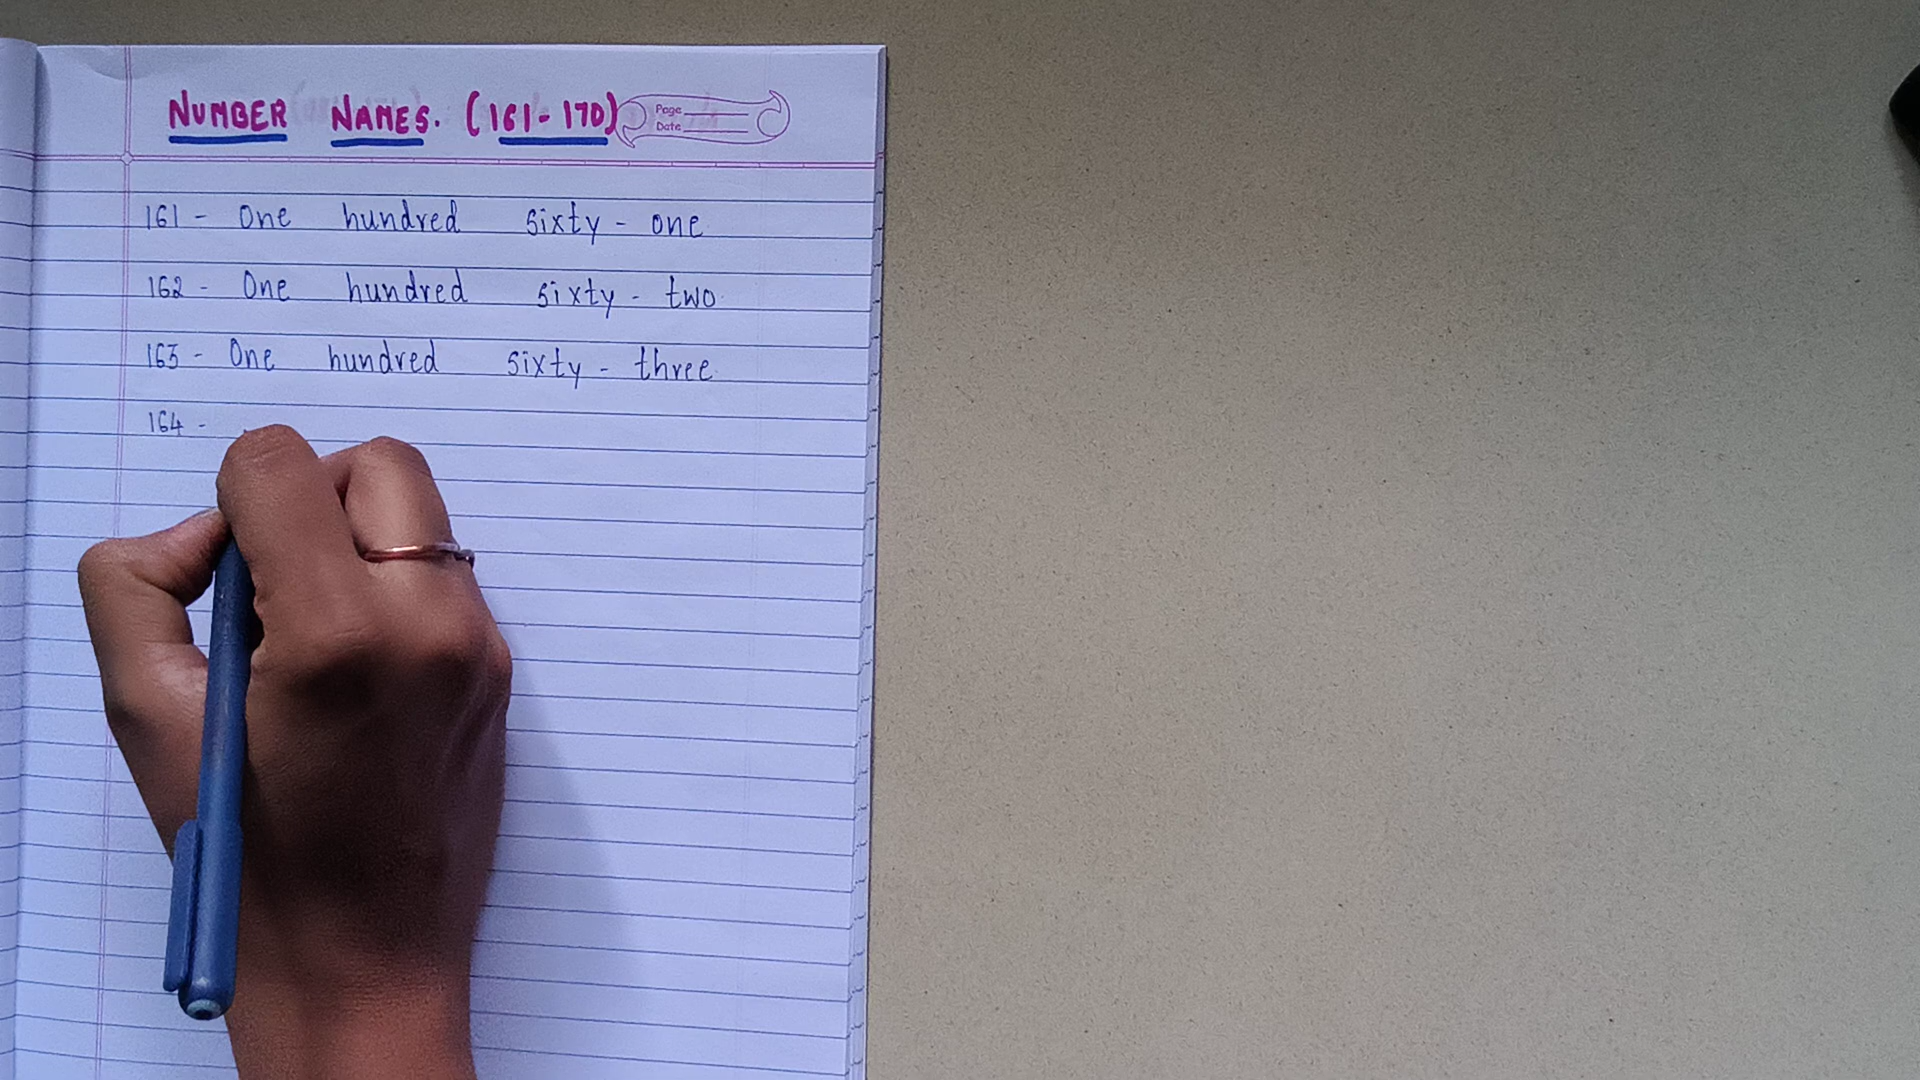 NUMBER NAMES. (161-170)
Page
Date
161 - One hundred sixty - one
162 - One hundred sixty - two
163 - One hundred sixty - three
164 -